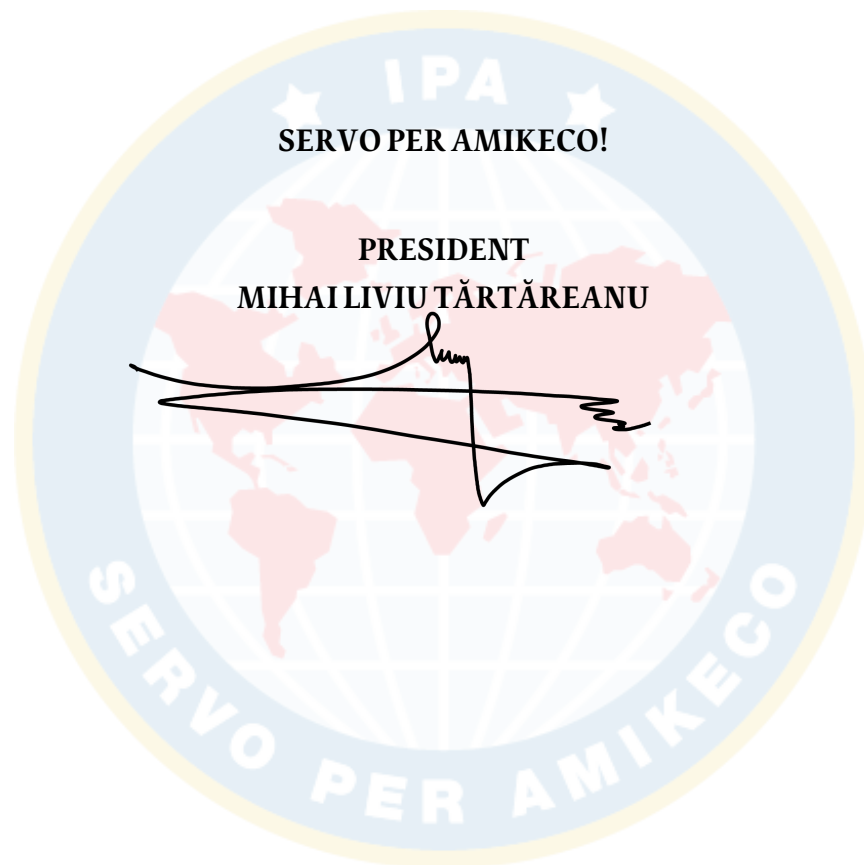 IPA
SERVO PER AMIKECO!
PRESIDENT
MIHAI LIVIU TĂRTĂREANU
SERVO PER AMIKECO